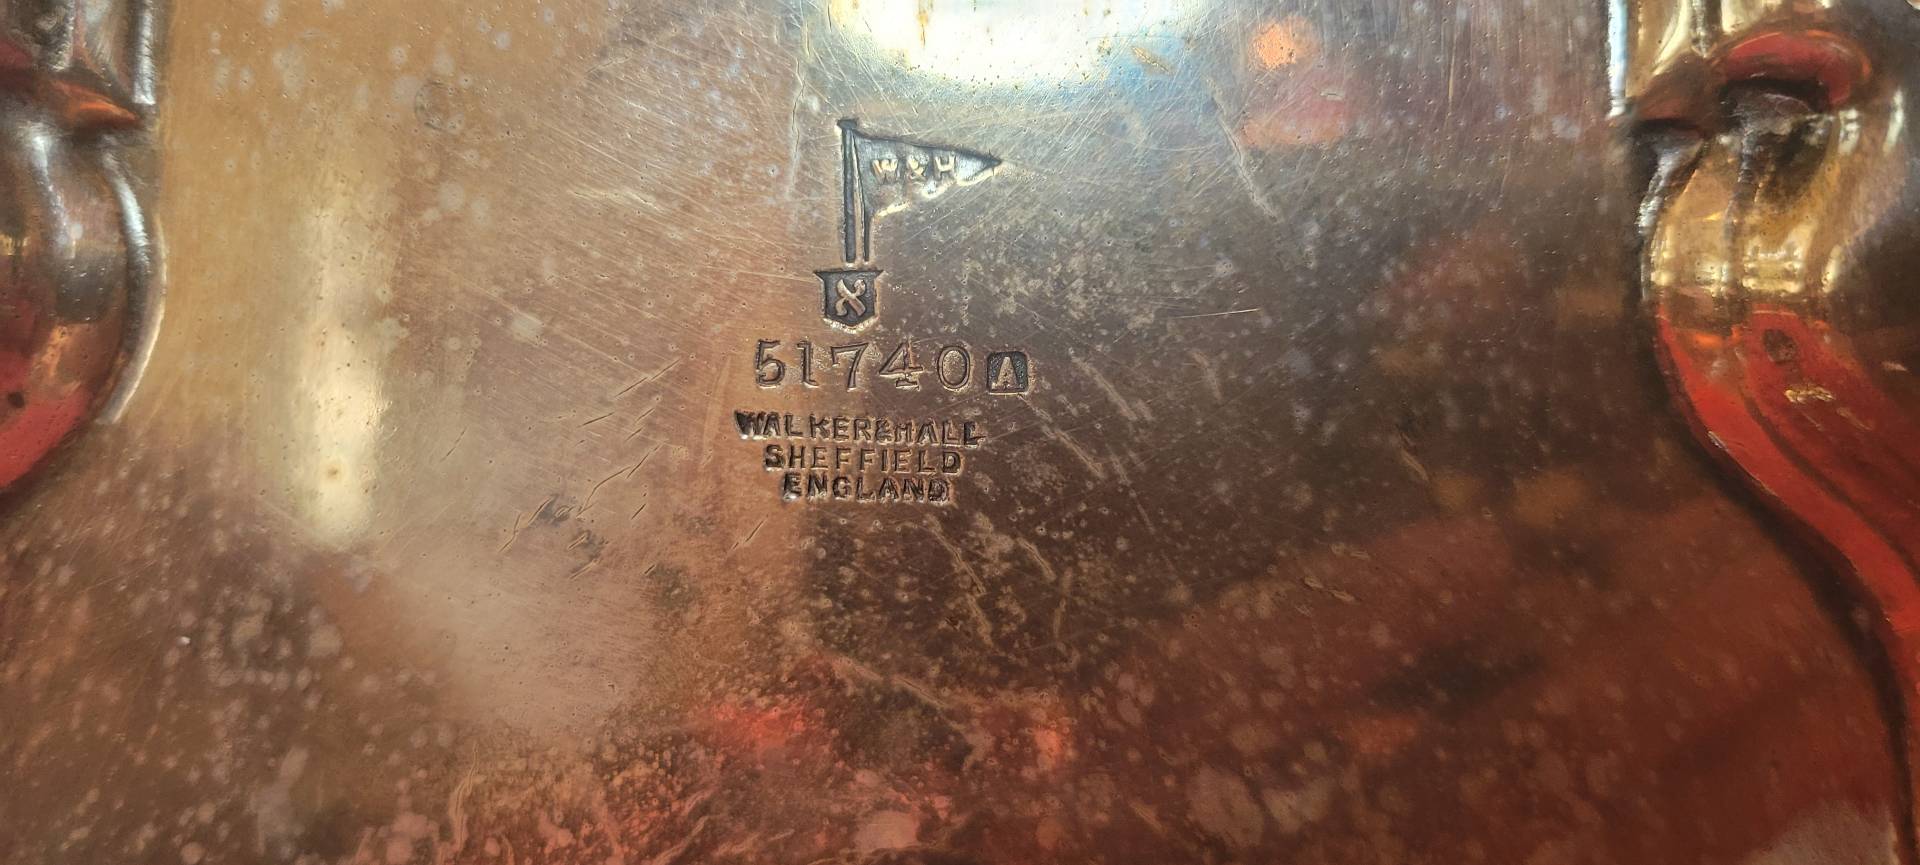 W & H
51740 A
WALKER & HALL
SHEFFIELD
ENGLAND